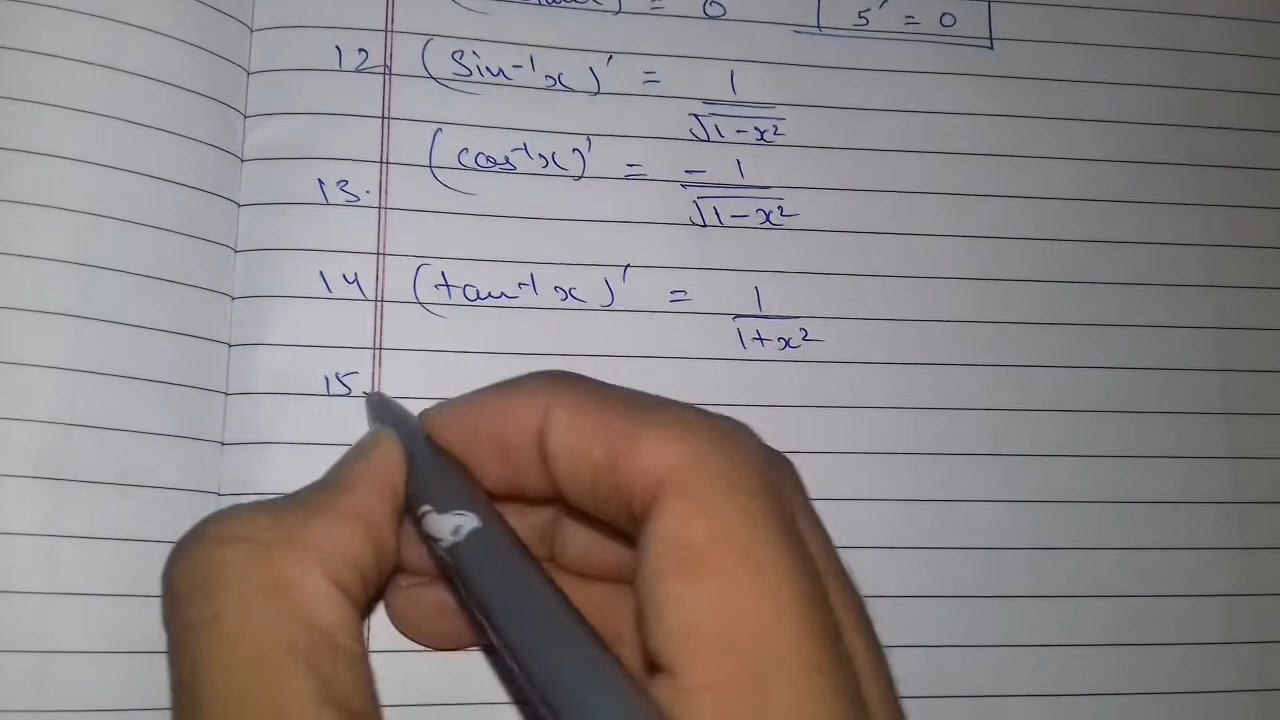 ) = 0 5' = 0
12. (Sin⁻¹x)' = 1/√1-x²
13. (cos⁻¹x)' = -1/√1-x²
14 (tan⁻¹x)' = 1/1+x²
15.